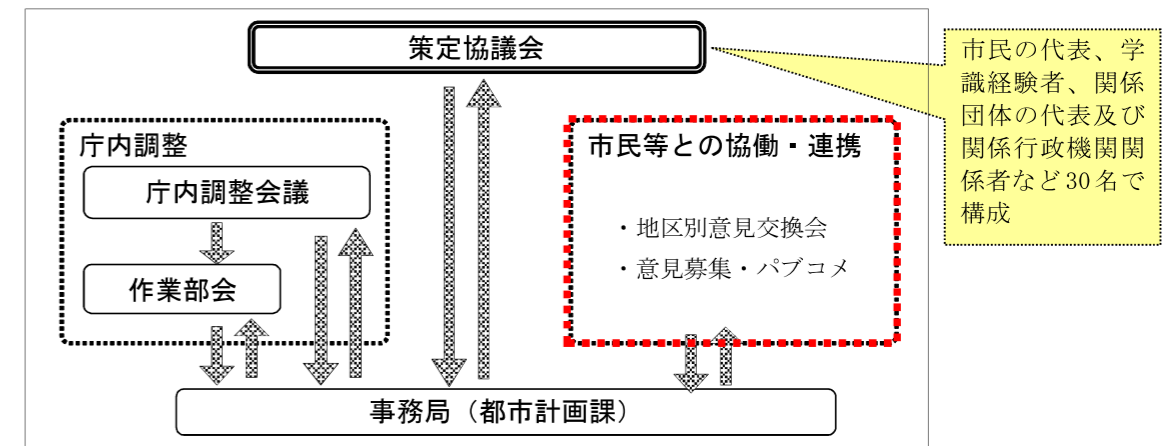 策定協議会
市民の代表、学
識経験者、関係
団体の代表及び
関係行政機関関
係者など30名で
構成
庁内調整
庁内調整会議
作業部会
市民等との協働・連携
・地区別意見交換会
・意見募集・パブコメ
事務局（都市計画課）